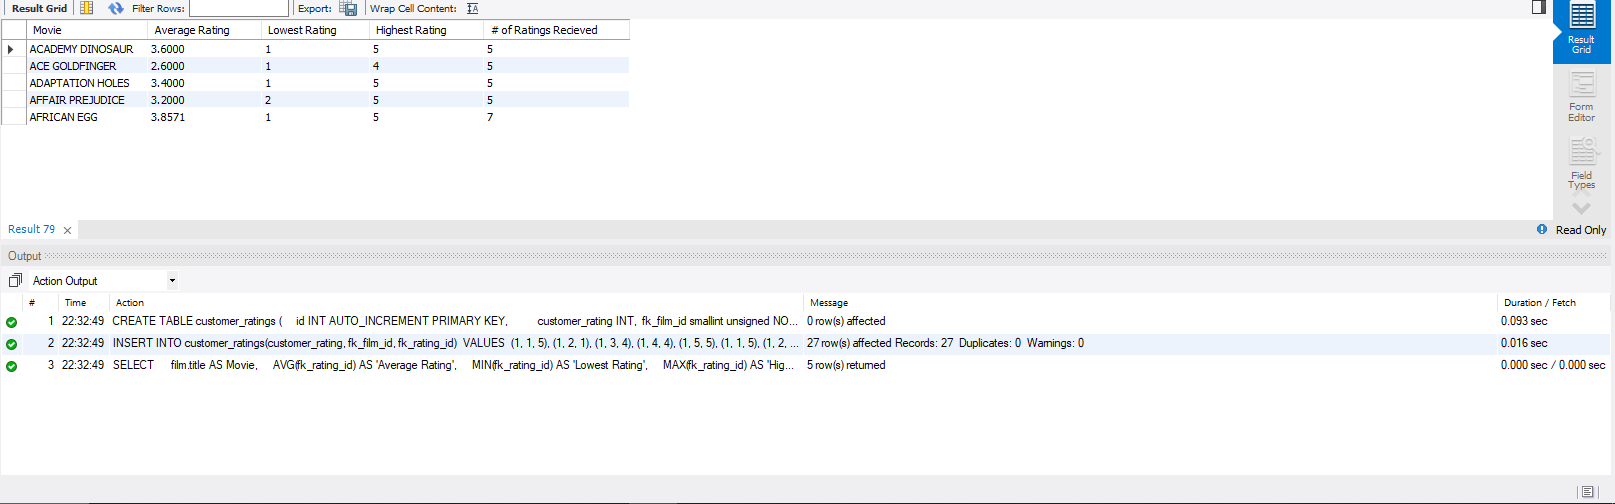 Result Grid Filter Rows: Export: Wrap Cell Content:
Movie Average Rating Lowest Rating Highest Rating # of Ratings Recieved
ACADEMY DINOSAUR 3.6000 1 5 5
ACE GOLDFINGER 2.6000 1 4 5
ADAPTATION HOLES 3.4000 1 5 5
AFFAIR PREJUDICE 3.2000 2 5 5
AFRICAN EGG 3.8571 1 5 7
Result
Grid
Form
Editor
Field
Types
Result 79
Read Only
Output
Action Output
# Time Action Message Duration / Fetch
1 22:32:49 CREATE TABLE customer_ratings ( id INT AUTO_INCREMENT PRIMARY KEY, customer_rating INT, fk_film_id smallint unsigned NO... 0 row(s) affected 0.093 sec
2 22:32:49 INSERT INTO customer_ratings(customer_rating, fk_film_id, fk_rating_id) VALUES (1, 1, 5), (1, 2, 1), (1, 3, 4), (1, 4, 4), (1, 5, 5), (1, 1, 5), (1, 2, ... 27 row(s) affected Records: 27 Duplicates: 0 Warnings: 0 0.016 sec
3 22:32:49 SELECT film.title AS Movie, AVG(fk_rating_id) AS 'Average Rating', MIN(fk_rating_id) AS 'Lowest Rating', MAX(fk_rating_id) AS 'Hig... 5 row(s) returned 0.000 sec / 0.000 sec